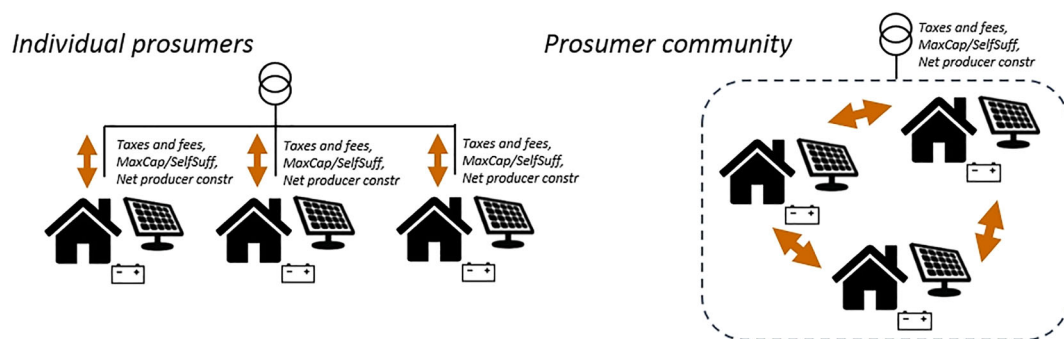 Individual prosumers
Taxes and fees,
MaxCap/SelfSuff,
Net producer constr
Taxes and fees,
MaxCap/SelfSuff,
Net producer constr
Taxes and fees,
MaxCap/SelfSuff,
Net producer constr
Prosumer community
Taxes and fees,
MaxCap/SelfSuff,
Net producer constr